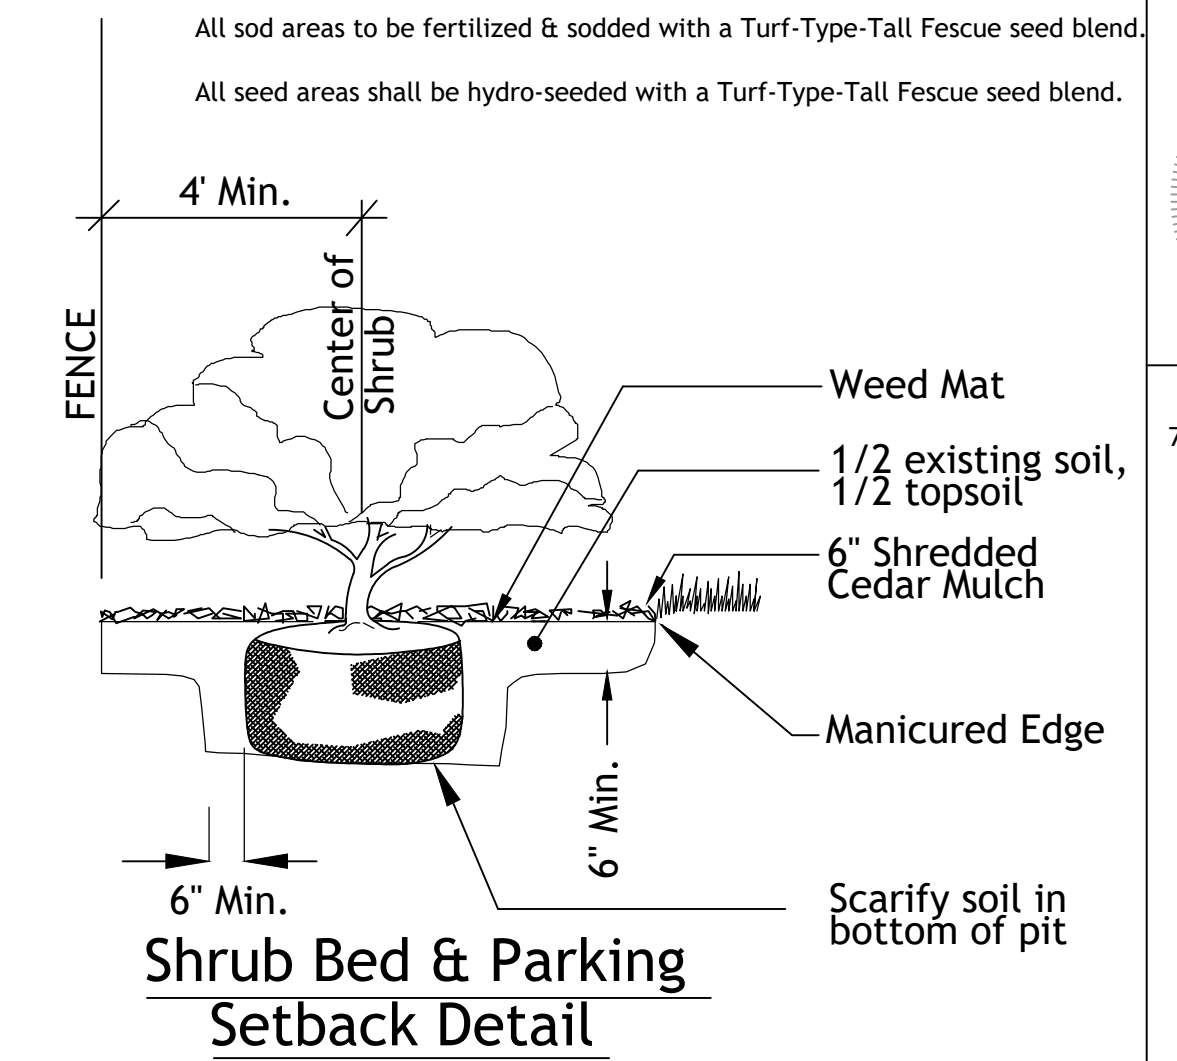 All sod areas to be fertilized & sodded with a Turf-Type-Tall Fescue seed blend.
All seed areas shall be hydro-seeded with a Turf-Type-Tall Fescue seed blend.
4' Min.
FENCE
Center of
Shrub
Weed Mat
1/2 existing soil,
1/2 topsoil
6" Shredded
Cedar Mulch
Manicured Edge
6" Min.
6" Min.
Scarify soil in
bottom of pit
Shrub Bed & Parking
Setback Detail